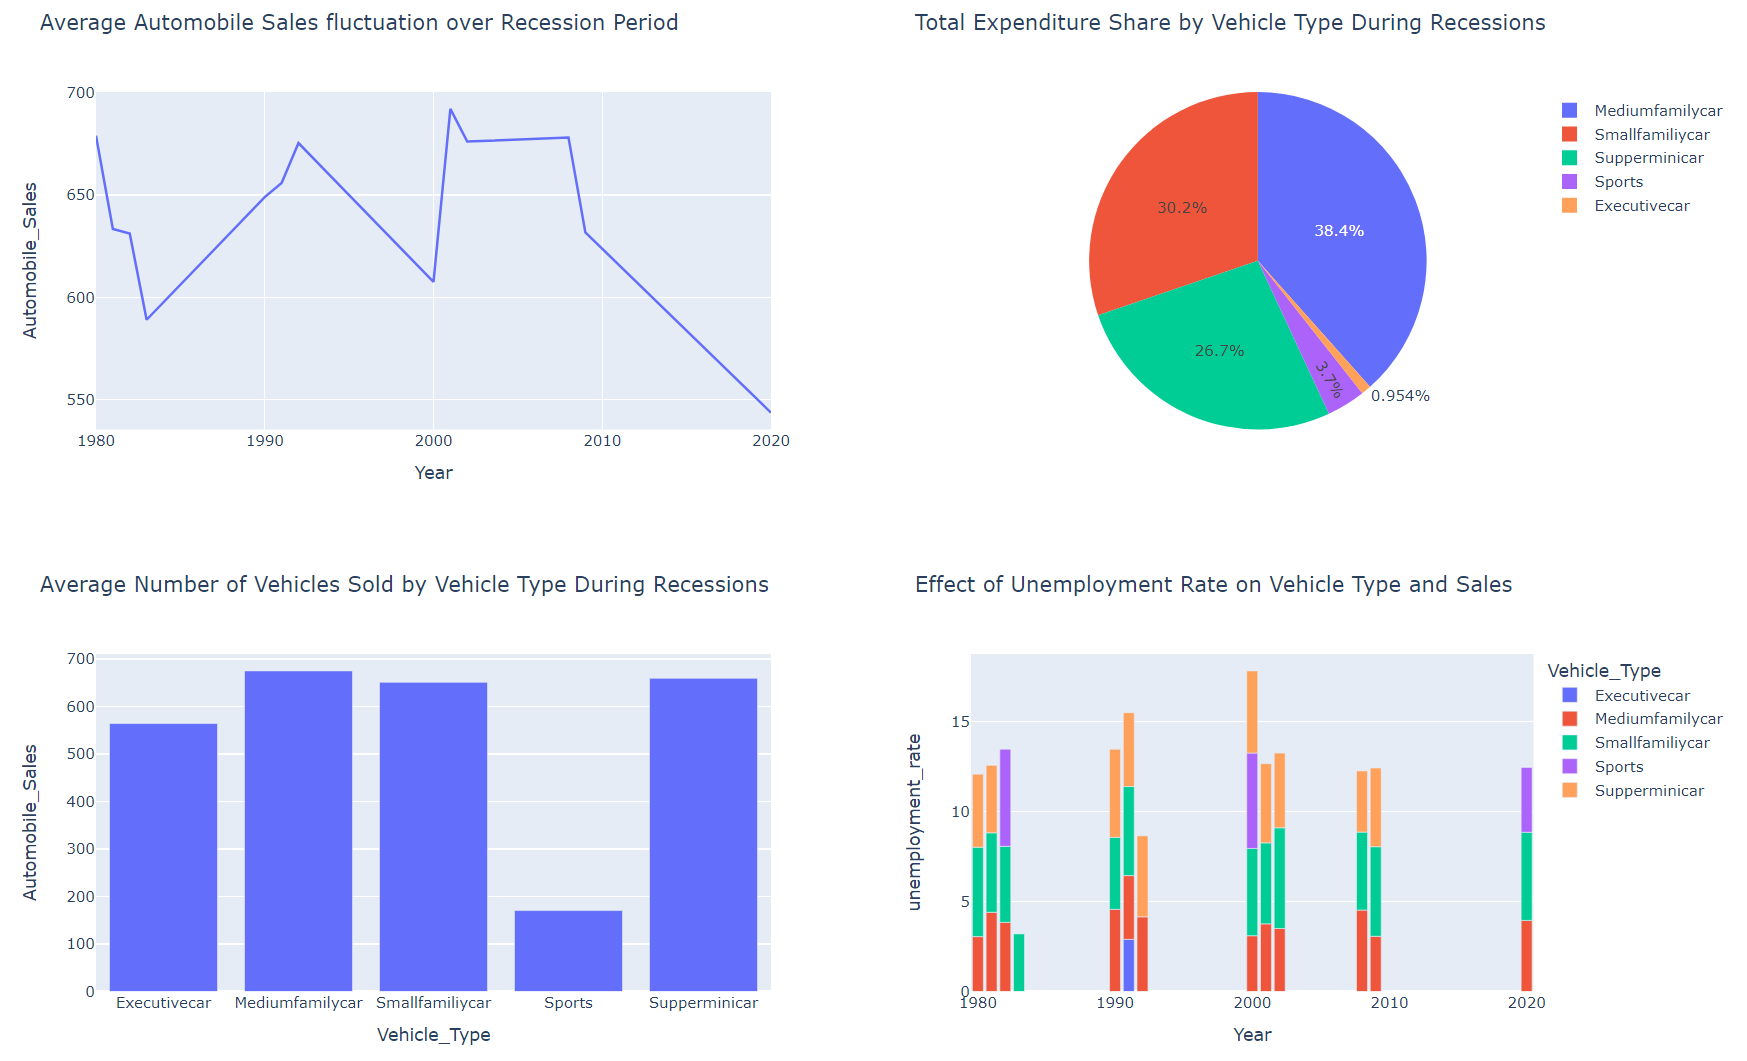 Average Automobile Sales fluctuation over Recession Period
700
650
600
550
Automobile_Sales
1980 1990 2000 2010 2020
Year
Total Expenditure Share by Vehicle Type During Recessions
38.4%
30.2%
26.7%
3.7%
0.954%
Mediumfamilycar
Smallfamiliycar
Supperminicar
Sports
Executivecar
Average Number of Vehicles Sold by Vehicle Type During Recessions
700
600
500
400
300
200
100
0
Automobile_Sales
Executivecar Mediumfamilycar Smallfamiliycar Sports Supperminicar
Vehicle_Type
Effect of Unemployment Rate on Vehicle Type and Sales
15
10
5
0
unemployment_rate
1980 1990 2000 2010 2020
Year
Vehicle_Type
Executivecar
Mediumfamilycar
Smallfamiliycar
Sports
Supperminicar